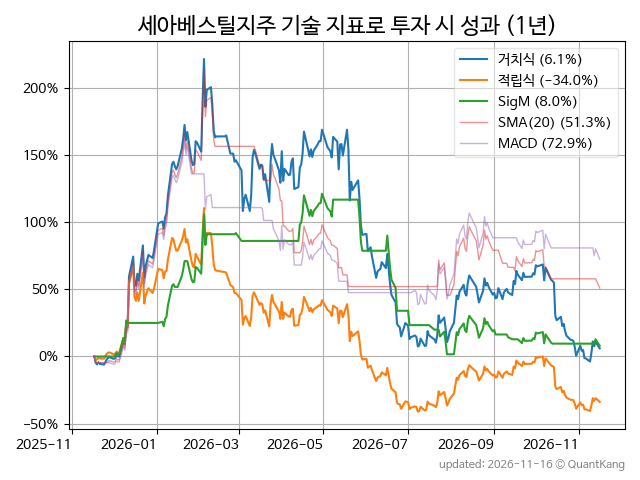 세아베스틸지주 기술 지표로 투자 시 성과 (1년)
거치식 (6.1%)
적립식 (-34.0%)
SigM (8.0%)
SMA(20) (51.3%)
MACD (72.9%)
200%
150%
100%
50%
0%
-50%
2025-11 2026-01 2026-03 2026-05 2026-07 2026-09 2026-11
updated: 2026-11-16 © QuantKang